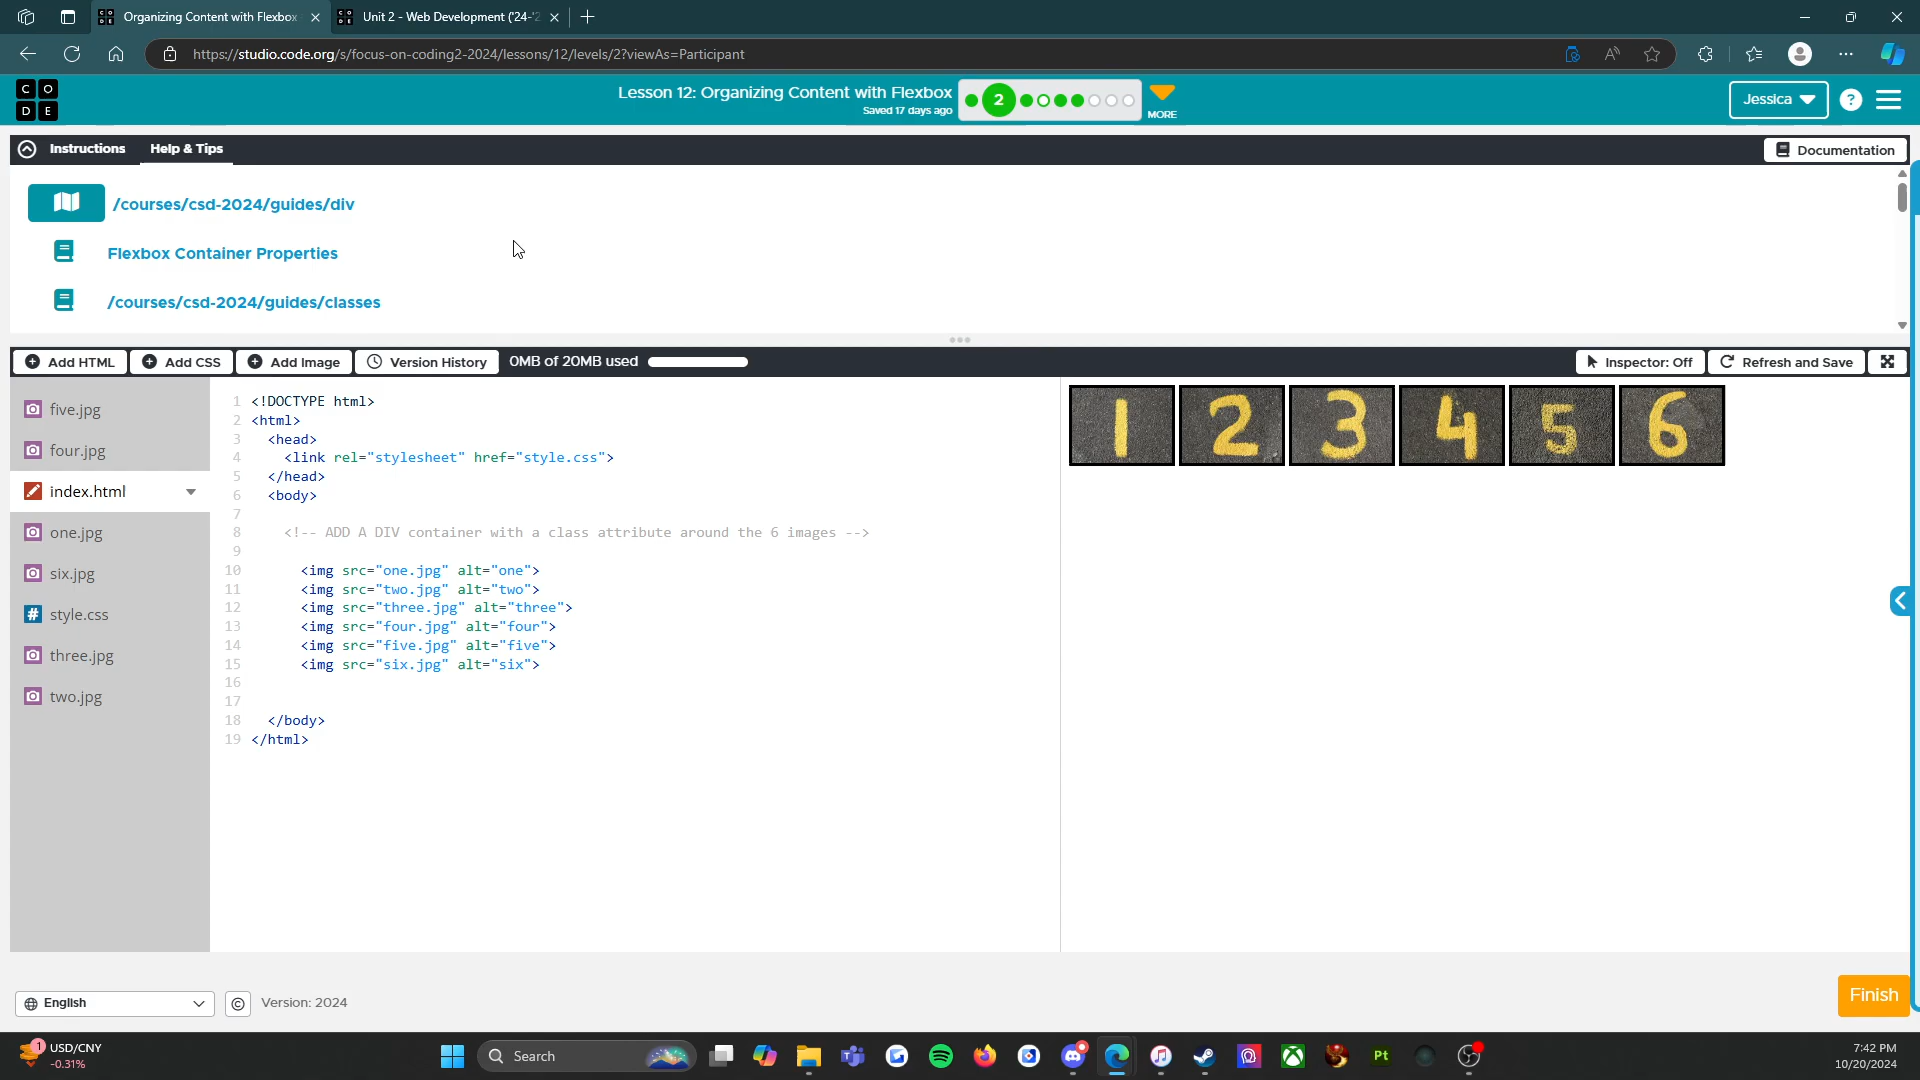 Organizing Content with Flexbox
Unit 2 - Web Development ('24-'2
https://studio.code.org/s/focus-on-coding2-2024/lessons/12/levels/2?viewAs=Participant
C O
D E
Lesson 12: Organizing Content with Flexbox
Saved 17 days ago
2
MORE
Jessica
?
Instructions
Help & Tips
Documentation
/courses/csd-2024/guides/div
Flexbox Container Properties
/courses/csd-2024/guides/classes
Add HTML
Add CSS
Add Image
Version History
0MB of 20MB used
Inspector: Off
Refresh and Save
five.jpg
four.jpg
index.html
one.jpg
six.jpg
style.css
three.jpg
two.jpg
1 <!DOCTYPE html>
2 <html>
3 <head>
4 <link rel="stylesheet" href="style.css">
5 </head>
6 <body>
7
8 <!-- ADD A DIV container with a class attribute around the 6 images -->
9
10 <img src="one.jpg" alt="one">
11 <img src="two.jpg" alt="two">
12 <img src="three.jpg" alt="three">
13 <img src="four.jpg" alt="four">
14 <img src="five.jpg" alt="five">
15 <img src="six.jpg" alt="six">
16
17
18 </body>
19 </html>
1 2 3 4 5 6
English
©
Version: 2024
Finish
1
USD/CNY
-0.31%
Search
Pt
7:42 PM
10/20/2024